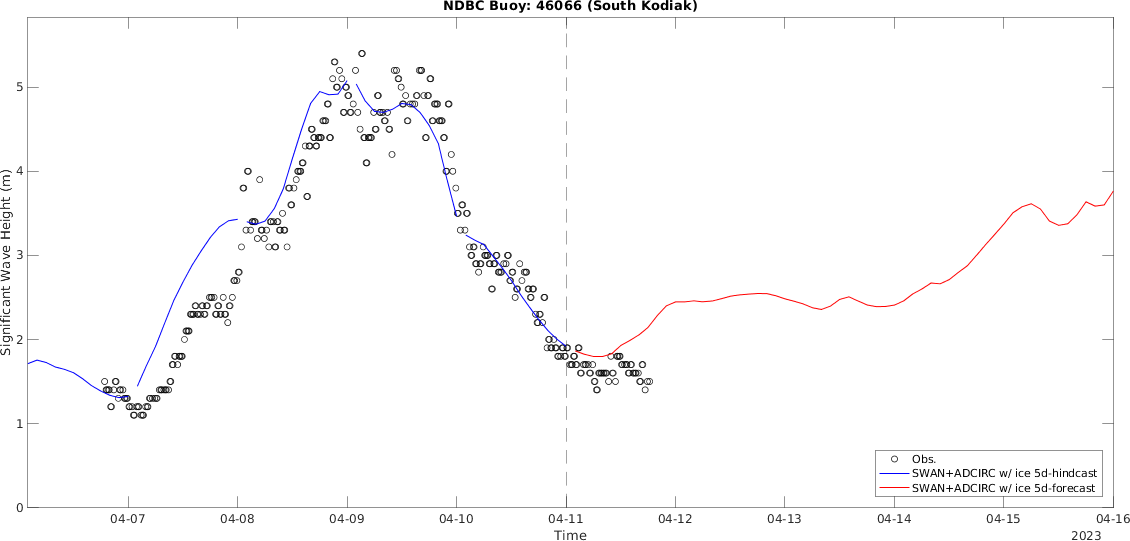 NDBC Buoy: 46066 (South Kodiak)
Significant Wave Height (m)
5
4
3
2
1
0
Obs.
SWAN+ADCIRC w/ ice 5d-hindcast
SWAN+ADCIRC w/ ice 5d-forecast
04-07 04-08 04-09 04-10 04-11 04-12 04-13 04-14 04-15 04-16
Time
2023